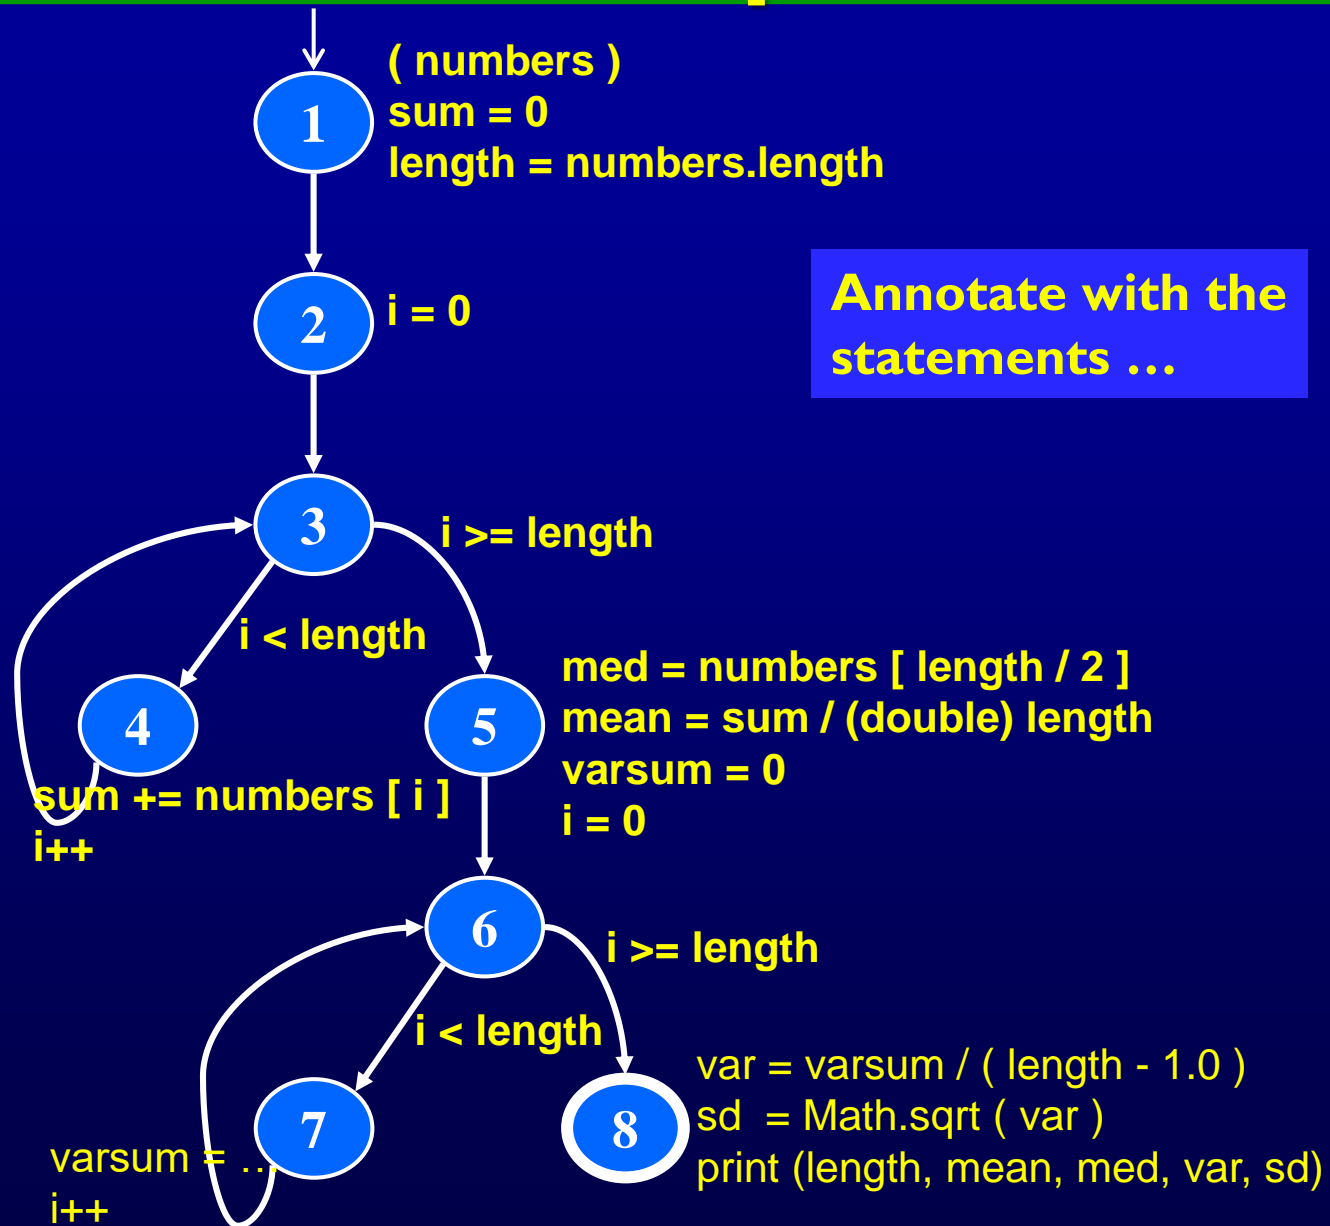 ( numbers )
sum = 0
length = numbers.length
1
2
i = 0
Annotate with the
statements …
3
i >= length
i < length
4
sum += numbers [ i ]
i++
5
med = numbers [ length / 2 ]
mean = sum / (double) length
varsum = 0
i = 0
6
i >= length
i < length
7
varsum = …
i++
8
var = varsum / ( length - 1.0 )
sd = Math.sqrt ( var )
print (length, mean, med, var, sd)